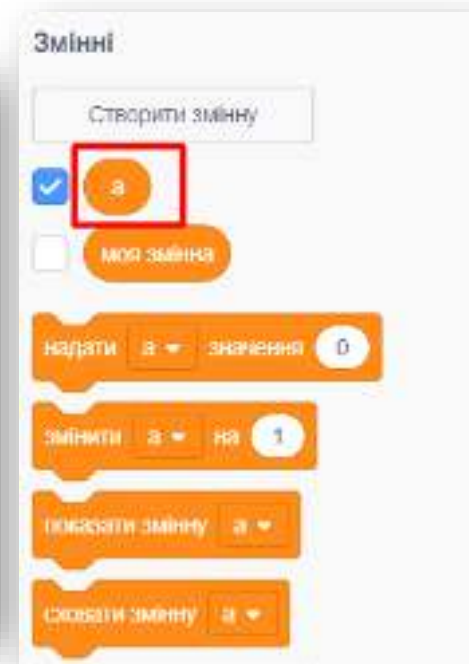 Змінні
Створити змінну
a
моя змінна
надати a значення 0
змінити a на 1
показати змінну a
сховати змінну a